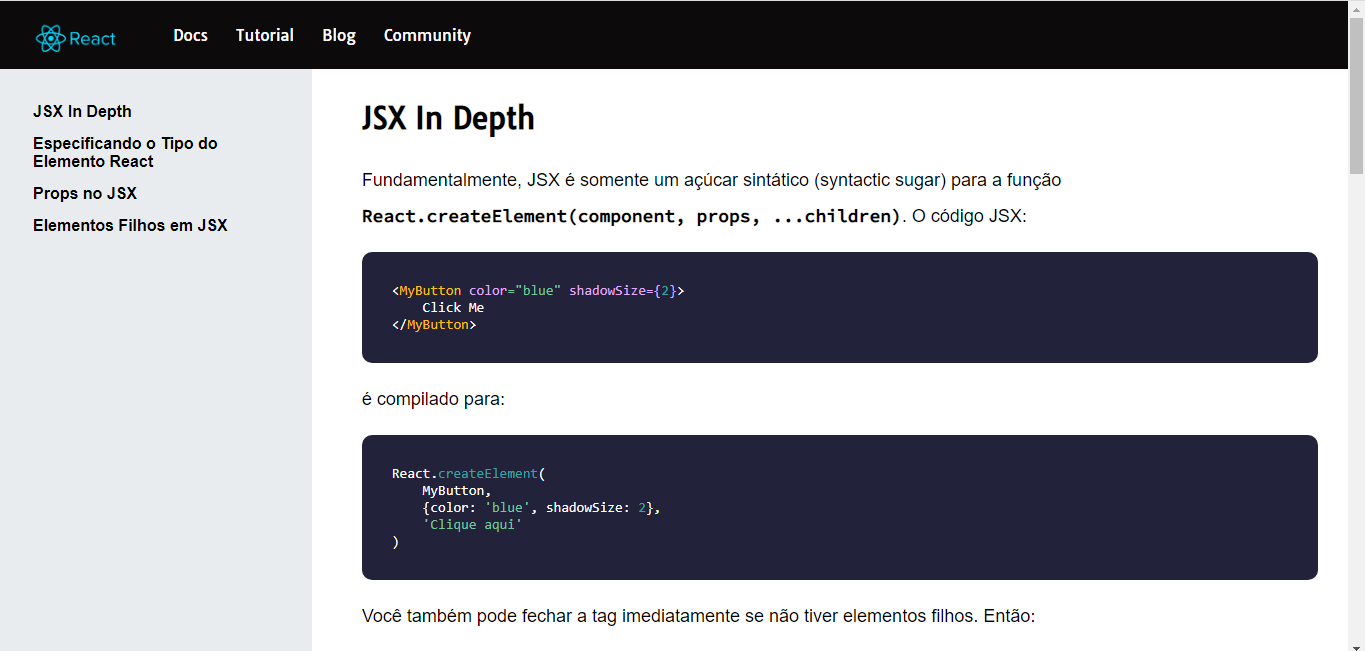 React Docs Tutorial Blog Community
JSX In Depth
Especificando o Tipo do
Elemento React
Props no JSX
Elementos Filhos em JSX
JSX In Depth
Fundamentalmente, JSX é somente um açúcar sintático (syntactic sugar) para a função
React.createElement(component, props, ...children). O código JSX:
<MyButton color="blue" shadowSize={2}>
Click Me
</MyButton>
é compilado para:
React.createElement(
MyButton,
{color: 'blue', shadowSize: 2},
'Clique aqui'
)
Você também pode fechar a tag imediatamente se não tiver elementos filhos. Então: